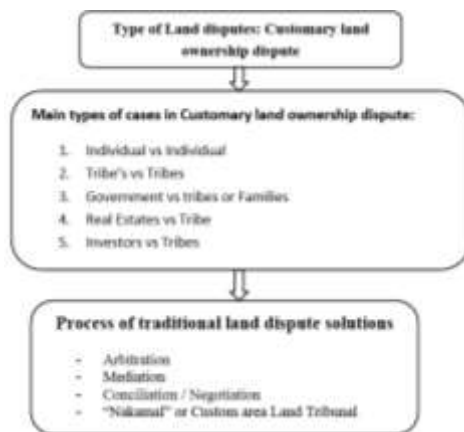 Type of Land disputes: Customary land
ownership dispute
Main types of cases in Customary land ownership dispute:
1. Individual vs Individual
2. Tribe's vs Tribes
3. Government vs tribes or Families
4. Real Estates vs Tribe
5. Investors vs Tribes
Process of traditional land dispute solutions
- Arbitration
- Mediation
- Conciliation / Negotiation
- "Nakamal" or Custom area Land Tribunal